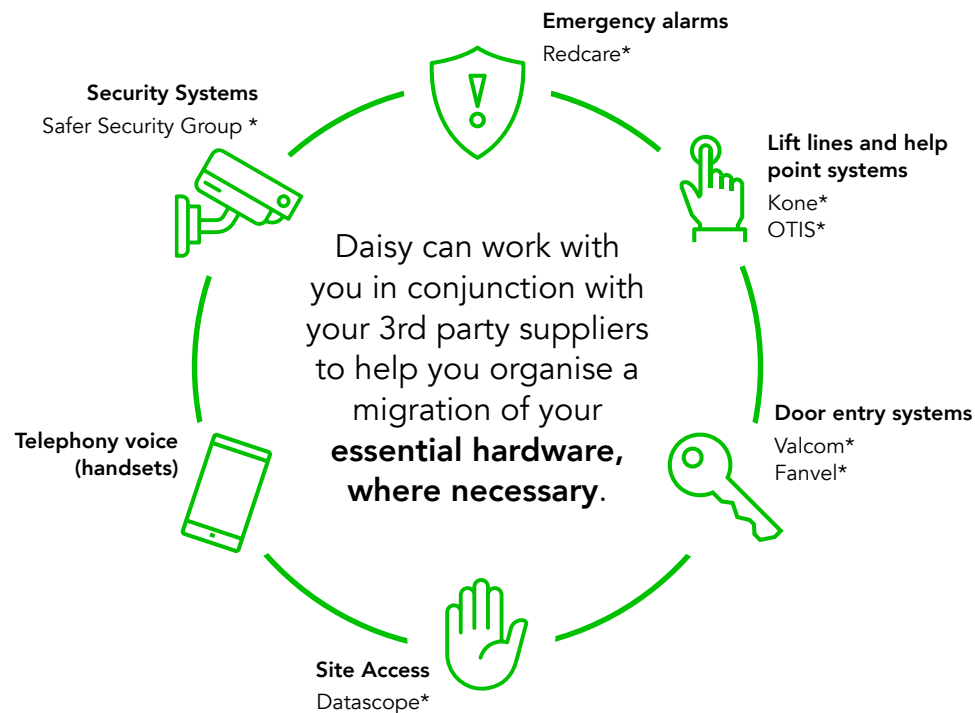 Emergency alarms
Redcare*
Security Systems
Safer Security Group *
Lift lines and help
point systems
Kone*
OTIS*
Daisy can work with
you in conjunction with
your 3rd party suppliers
to help you organise a
migration of your
essential hardware,
where necessary.
Door entry systems
Valcom*
Fanvel*
Telephony voice
(handsets)
Site Access
Datascope*